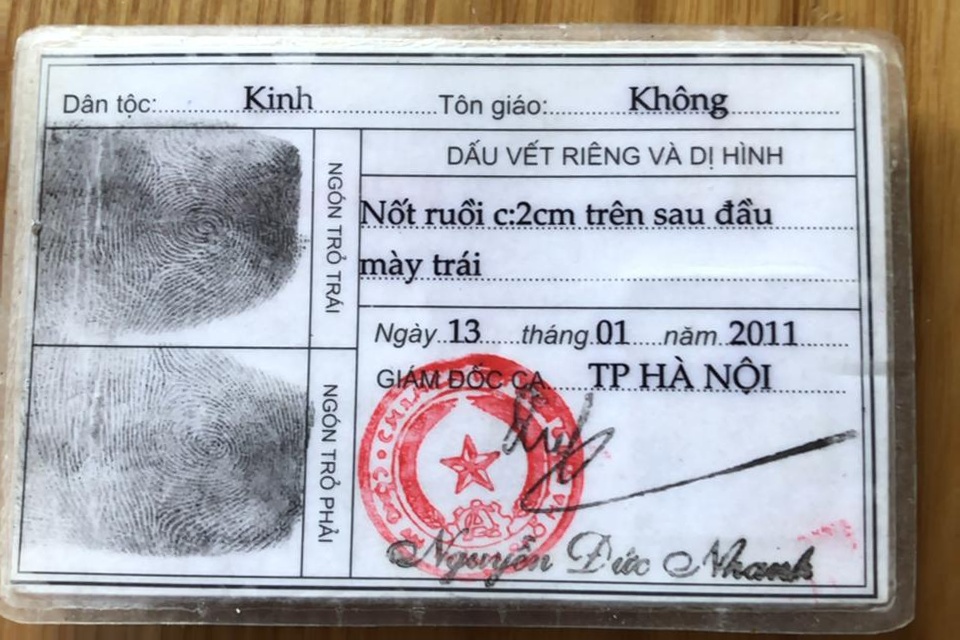 Dân tộc: Kinh Tôn giáo: Không
NGÓN TRỎ TRÁI
NGÓN TRỎ PHẢI
DẤU VẾT RIÊNG VÀ DỊ HÌNH
Nốt ruồi c:2cm trên sau đầu
mày trái
Ngày 13 tháng 01 năm 2011
GIÁM ĐỐC CA TP HÀ NỘI
Nguyễn Đức Nhanh